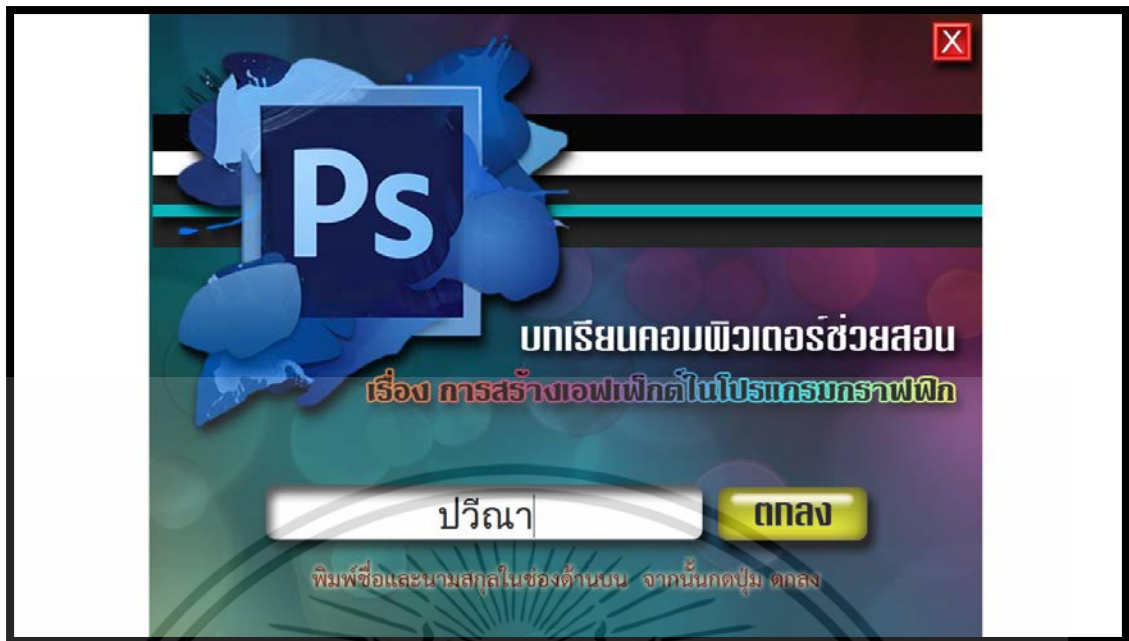 X
Ps
บทเรียนคอมพิวเตอร์ช่วยสอน
เรื่อง การสร้างเอฟเฟ็กต์ในโปรแกรมกราฟฟิก
ปวีณา
ตกลง
พิมพ์ชื่อและนามสกุลในช่องด้านบน จากนั้นกดปุ่ม ตกลง